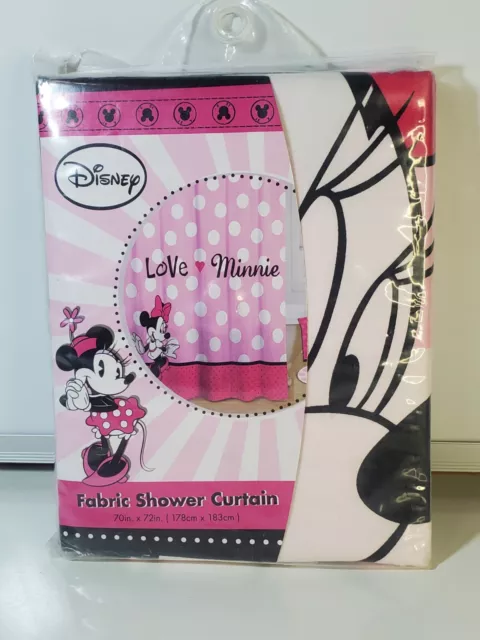 Disney
Love ♥ Minnie
Fabric Shower Curtain
70in. x 72in. [ 178cm x 183cm ]